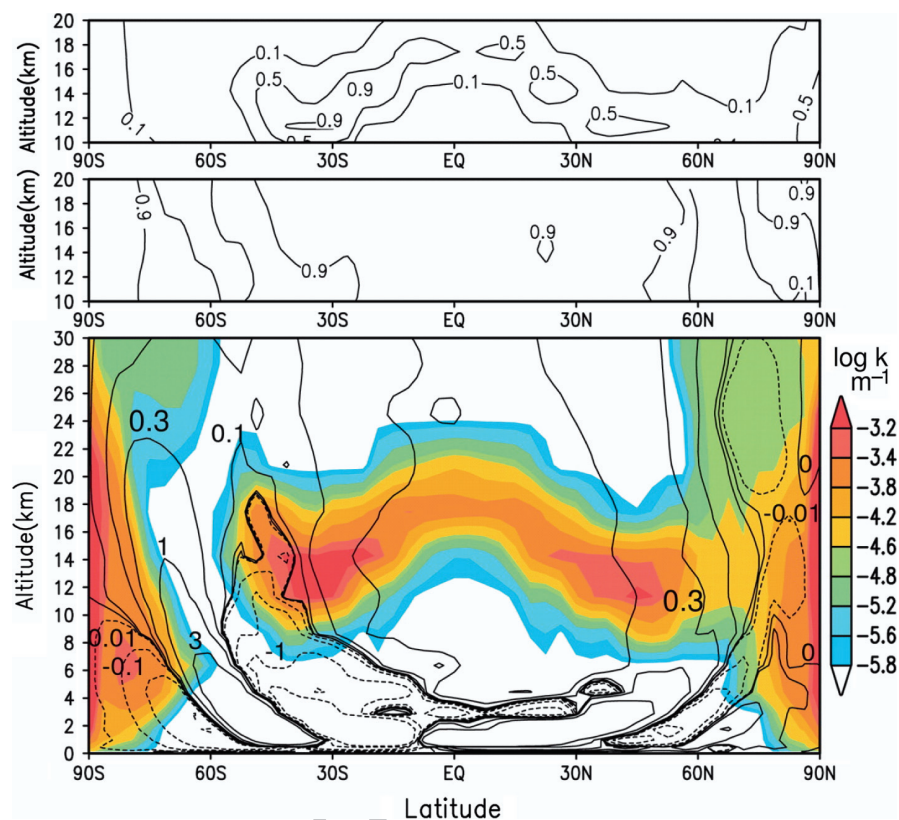 20
18
16
14
12
10
Altitude(km)
0.1
0.1
0.5
0.9
0.9
0.5
0.1
0.5
0.5
0.5
0.1
0.1
0.5
90S
60S
30S
EQ
30N
60N
90N
20
18
16
14
12
10
Altitude(km)
0.9
0.9
0.9
0.9
0.9
0.9
0.1
90S
60S
30S
EQ
30N
60N
90N
30
28
26
24
22
20
18
16
14
12
10
8
6
4
2
0
Altitude(km)
0.3
0.1
1
3
0.01
-0.1
1
0.3
0
-0.01
0
90S
60S
30S
EQ
30N
60N
90N
Latitude
log k
m⁻¹
-3.2
-3.4
-3.8
-4.2
-4.6
-4.8
-5.2
-5.6
-5.8